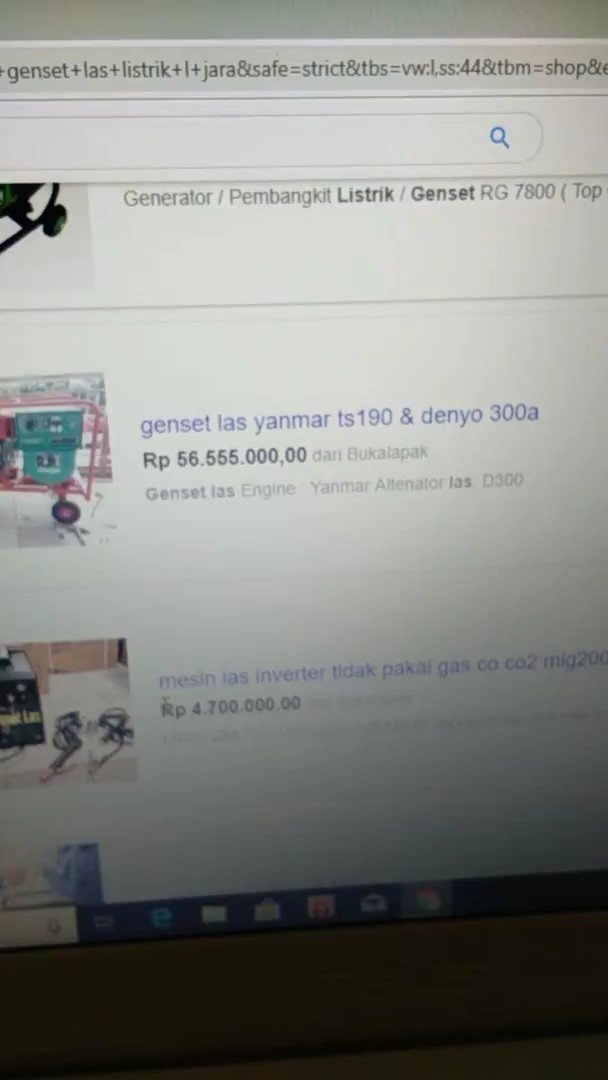 +genset+las+listrik+l+jara&safe=strict&tbs=vw:l,ss:44&tbm=shop&e
Generator / Pembangkit Listrik / Genset RG 7800 ( Top
genset las yanmar ts190 & denyo 300a
Rp 56.555.000,00 dari Bukalapak
Genset las Engine : Yanmar Altenator las D300
mesin las inverter tidak pakai gas co co2 mig200
Rp 4.700.000,00